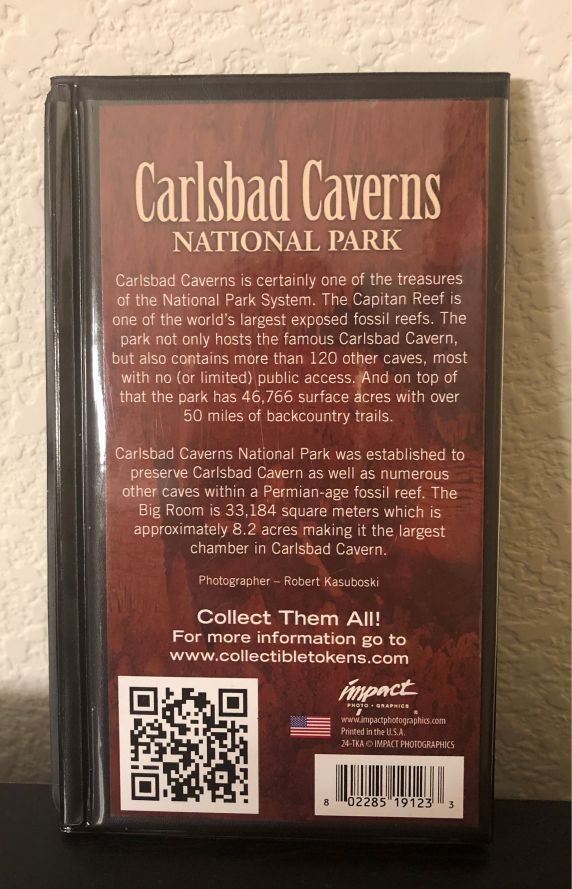 Carlsbad Caverns
NATIONAL PARK
Carlsbad Caverns is certainly one of the treasures
of the National Park System. The Capitan Reef is
one of the world's largest exposed fossil reefs. The
park not only hosts the famous Carlsbad Cavern,
but also contains more than 120 other caves, most
with no (or limited) public access. And on top of
that the park has 46,766 surface acres with over
50 miles of backcountry trails.
Carlsbad Caverns National Park was established to
preserve Carlsbad Cavern as well as numerous
other caves within a Permian-age fossil reef. The
Big Room is 33,184 square meters which is
approximately 8.2 acres making it the largest
chamber in Carlsbad Cavern.
Photographer – Robert Kasuboski
Collect Them All!
For more information go to
www.collectibletokens.com
impact
PHOTO • GRAPHICS ®
www.impactphotographics.com
Printed in the U.S.A.
24-TKA © IMPACT PHOTOGRAPHICS
8 02285 19123 3